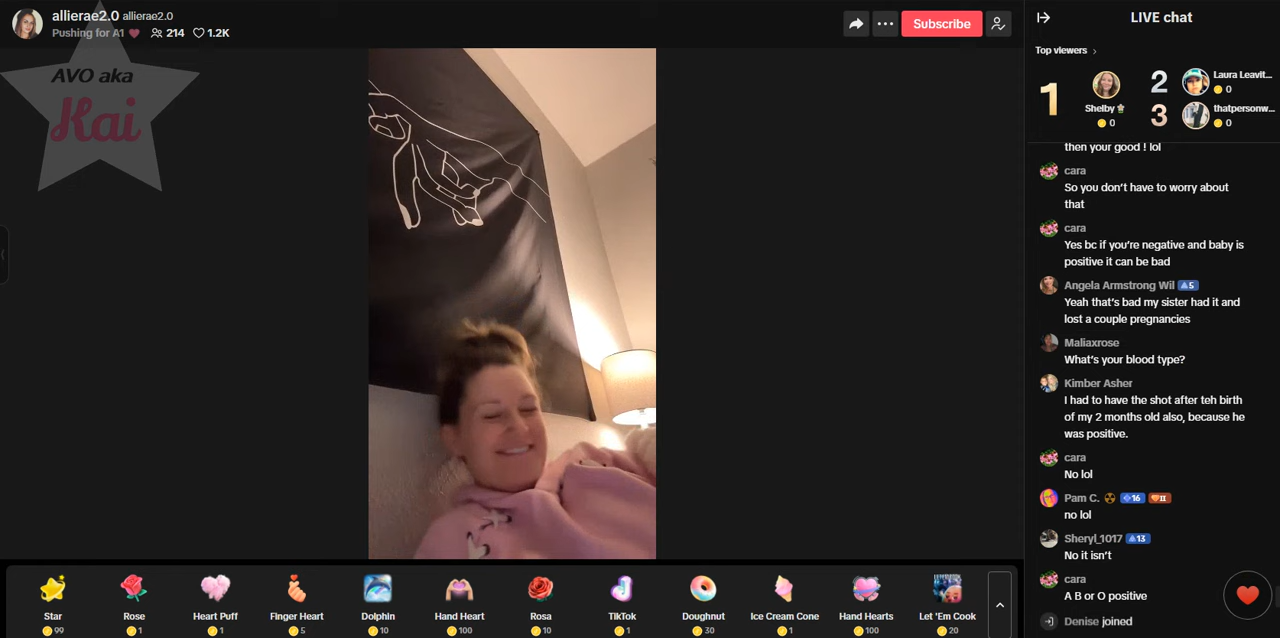 allierae2.0 allierae2.0
Pushing for A1 214 1.2K
AVO aka
Kai
Subscribe
LIVE chat
Top viewers
1 Shelby 0
2 Laura Leavit... 0
3 thatpersonw... 0
then your good ! lol
cara
So you don't have to worry about
that
cara
Yes bc if you're negative and baby is
positive it can be bad
Angela Armstrong Wil 5
Yeah that's bad my sister had it and
lost a couple pregnancies
Maliaxrose
What's your blood type?
Kimber Asher
I had to have the shot after teh birth
of my 2 months old also, because he
was positive.
cara
No lol
Pam C. 16 II
no lol
Sheryl_1017 13
No it isn't
cara
A B or O positive
Denise joined
Star Rose Heart Puff Finger Heart Dolphin Hand Heart Rosa TikTok Doughnut Ice Cream Cone Hand Hearts Let 'Em Cook
99 1 1 5 10 100 10 1 30 1 100 20